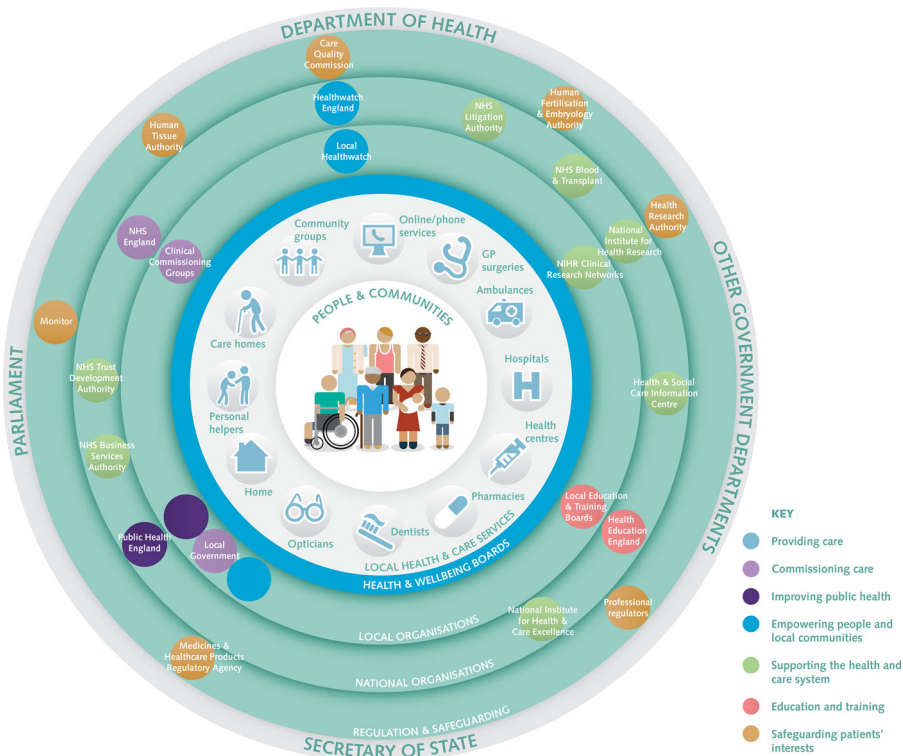 DEPARTMENT OF HEALTH
Care
Quality
Commission
Healthwatch
England
Local
Healthwatch
NHS
Litigation
Authority
Human
Fertilisation
& Embryology
Authority
Human
Tissue
Authority
NHS Blood
& Transplant
Health
Research
Authority
National
Institute for
Health Research
NIHR Clinical
Research Networks
NHS
England
Clinical
Commissioning
Groups
Monitor
NHS Trust
Development
Authority
NHS Business
Services
Authority
PARLIAMENT
OTHER GOVERNMENT DEPARTMENTS
Community
groups
Online/phone
services
GP
surgeries
Ambulances
Hospitals
Health
centres
Pharmacies
Dentists
Opticians
Home
Personal
helpers
Care homes
PEOPLE & COMMUNITIES
LOCAL HEALTH & CARE SERVICES
HEALTH & WELLBEING BOARDS
Health & Social
Care Information
Centre
Local Education
& Training
Boards
Health
Education
England
Public Health
England
Local
Government
National Institute
for Health &
Care Excellence
Professional
regulators
Medicines &
Healthcare Products
Regulatory Agency
LOCAL ORGANISATIONS
NATIONAL ORGANISATIONS
REGULATION & SAFEGUARDING
SECRETARY OF STATE
KEY
Providing care
Commissioning care
Improving public health
Empowering people and
local communities
Supporting the health and
care system
Education and training
Safeguarding patients'
interests